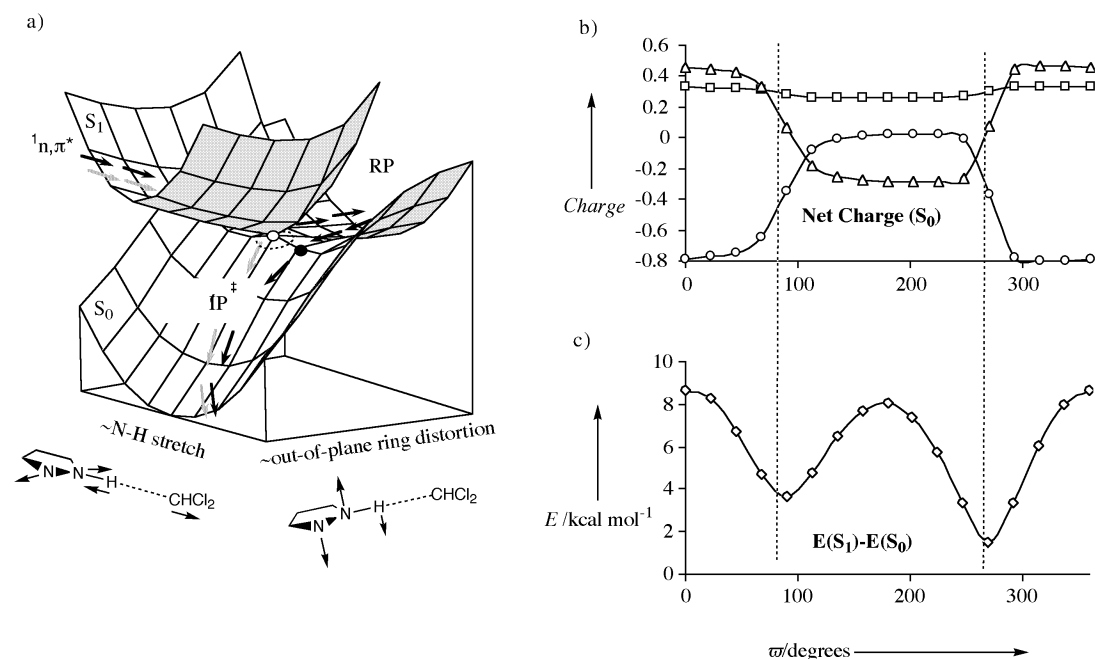 a)
S1
¹n,π*
RP
IP‡
S0
~N-H stretch
~out-of-plane ring distortion
N N H CHCl2
N N H CHCl2
b)
0.6
0.4
0.2
0
-0.2
-0.4
-0.6
-0.8
Charge
Net Charge (S0)
100
300
c)
10
8
6
4
2
0
E /kcal mol-1
E(S1)-E(S0)
0 100 200 300
ϖ/degrees